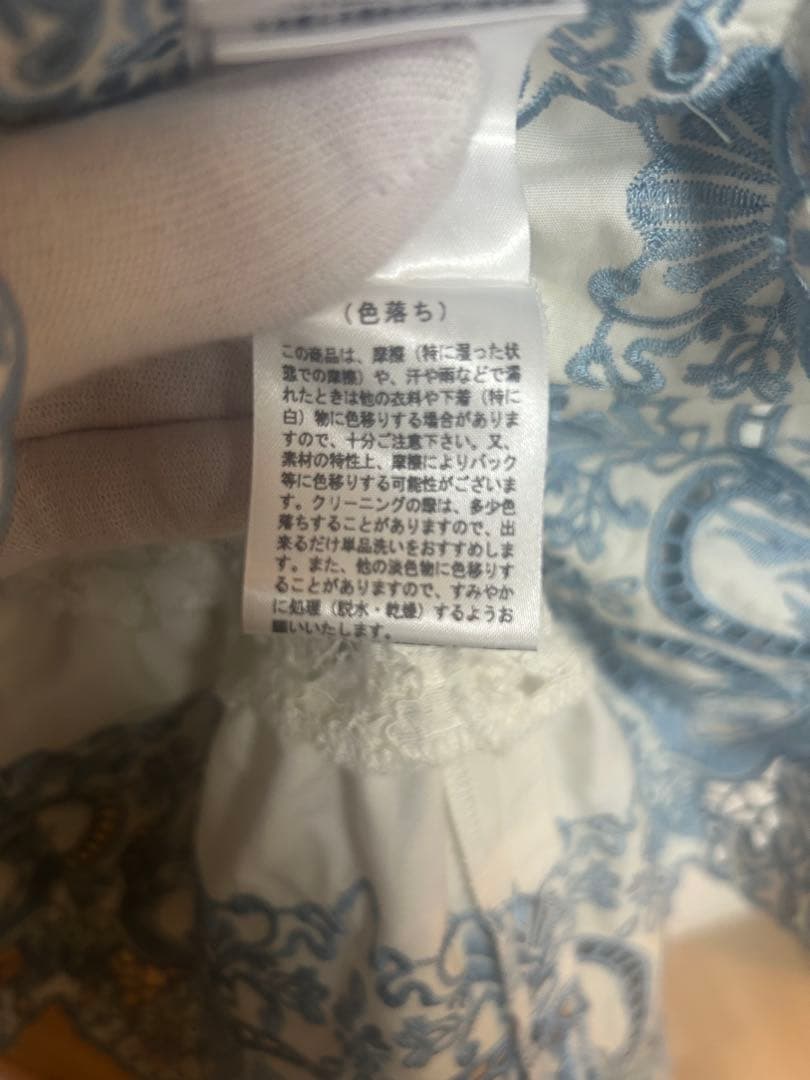 （色落ち）
この商品は、摩擦（特に湿った状
態での摩擦）や、汗や雨などで濡
れたときは他の衣料や下着（特に
白）物に色移りする場合がありま
すので、十分ご注意下さい。又、
素材の特性上、摩擦によりバック
等に色移りする可能性がございま
す。クリーニングの際は、多少色
落ちすることがありますので、出
来るだけ単品洗いをおすすめしま
す。また、他の淡色物に色移りす
ることがありますので、すみやか
に処理（脱水・乾燥）するようお
願いいたします。